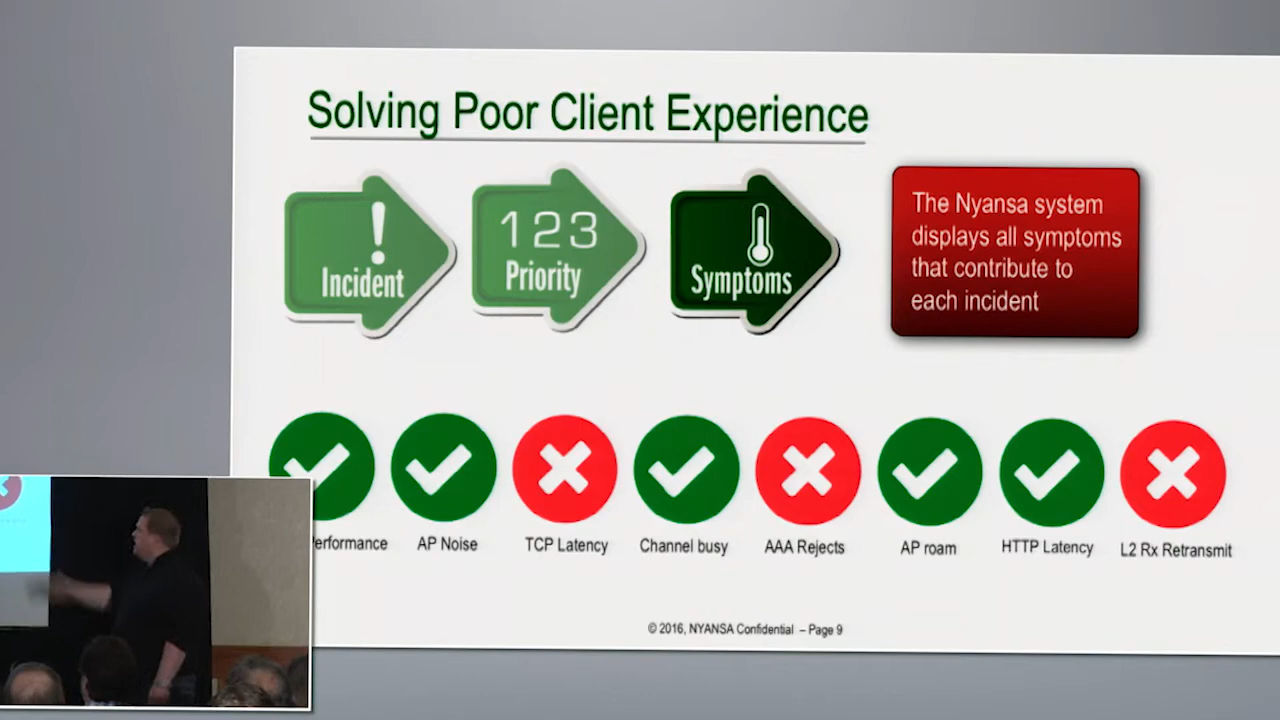 Solving Poor Client Experience
Incident
123
Priority
Symptoms
The Nyansa system
displays all symptoms
that contribute to
each incident
AP Noise
TCP Latency
Channel busy
AAA Rejects
AP roam
HTTP Latency
L2 Rx Retransmit
© 2016, NYANSA Confidential – Page 9